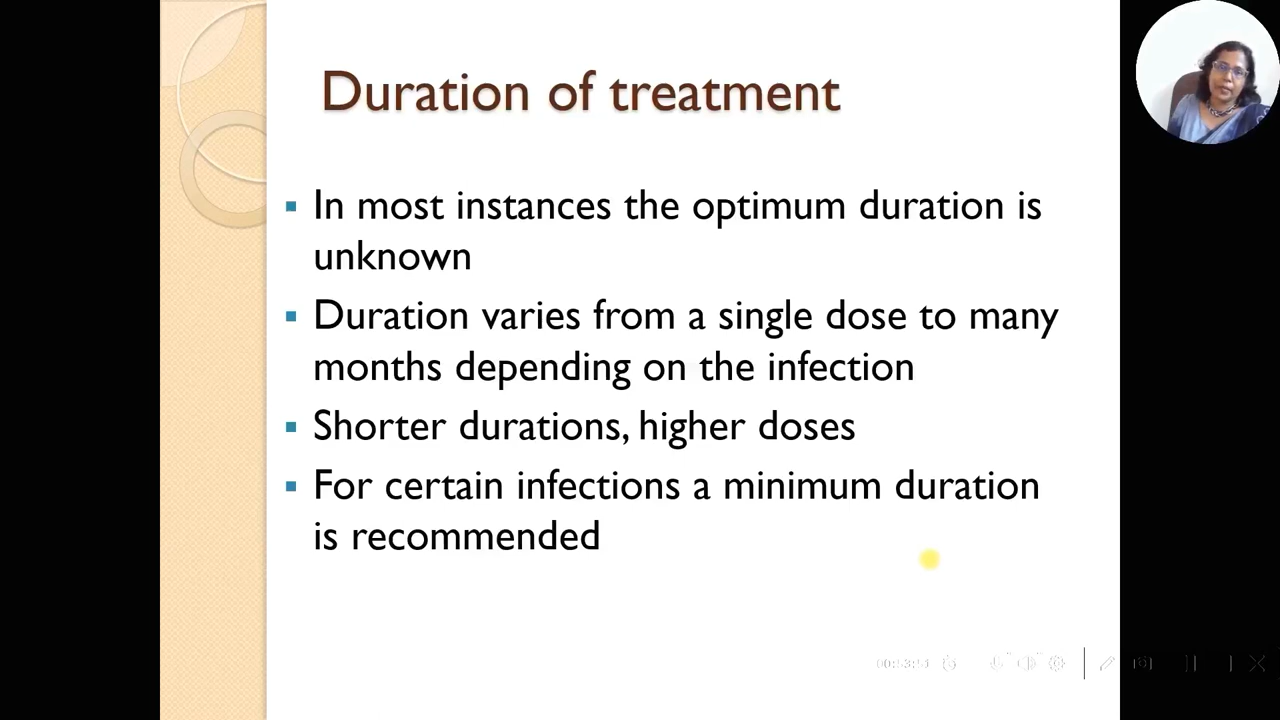 Duration of treatment
In most instances the optimum duration is
unknown
Duration varies from a single dose to many
months depending on the infection
Shorter durations, higher doses
For certain infections a minimum duration
is recommended